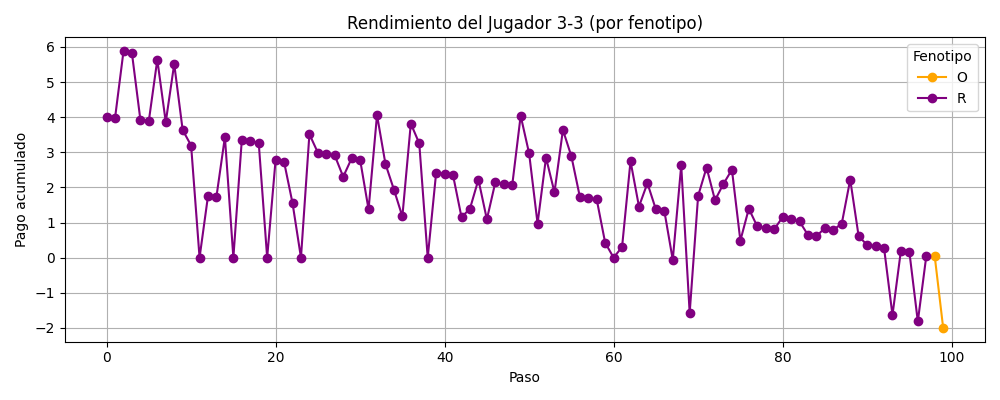 Rendimiento del Jugador 3-3 (por fenotipo)
Pago acumulado
6
5
4
3
2
1
0
−1
−2
Fenotipo
O
R
0
20
40
60
80
100
Paso